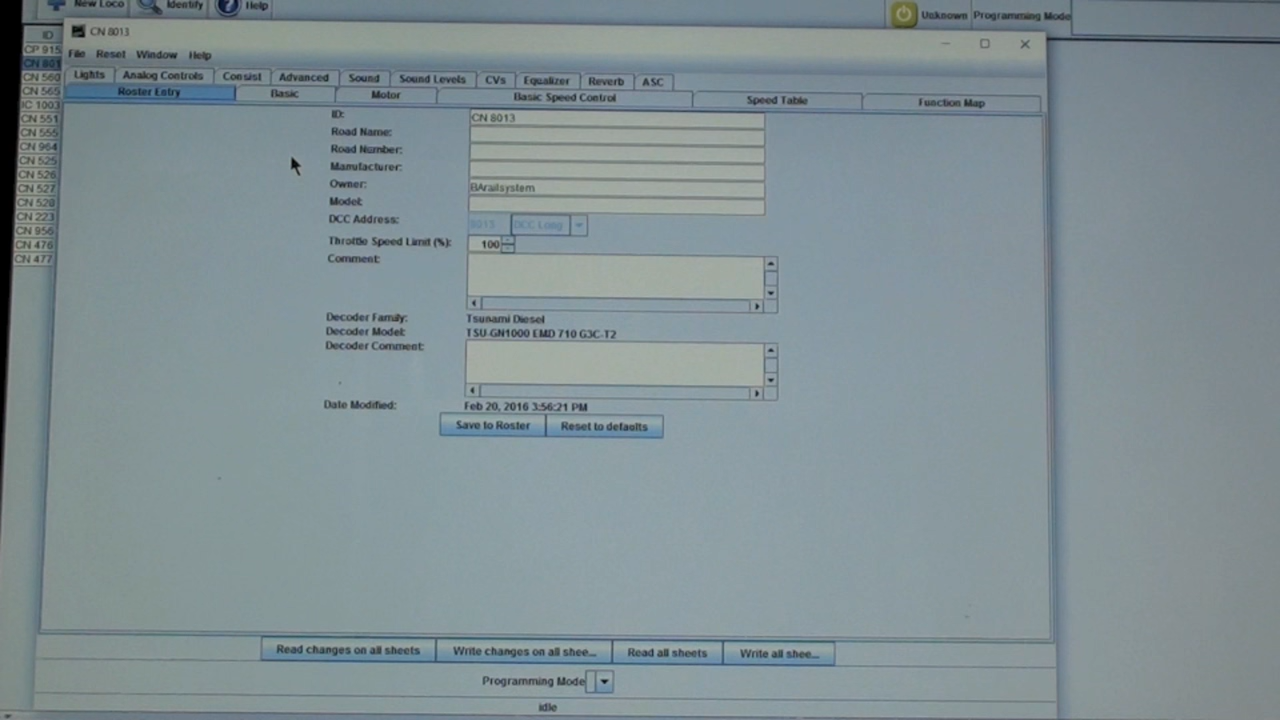 New Loco Identify Help Unknown Programming Mode
CN 8013
File Reset Window Help
Lights Analog Controls Consist Advanced Sound Sound Levels CVs Equalizer Reverb ASC
Roster Entry Basic Motor Basic Speed Control Speed Table Function Map
ID
CP 915
CN 801
CN 560
CN 565
IC 1003
CN 551
CN 555
CN 964
CN 525
CN 526
CN 527
CN 528
CN 223
CN 956
CN 476
CN 477
ID: CN 8013
Road Name:
Road Number:
Manufacturer:
Owner: BArailsystem
Model:
DCC Address: 8013 DCC Long
Throttle Speed Limit (%): 100
Comment:
Decoder Family: Tsunami Diesel
Decoder Model: TSU-GN1000 EMD 710 G3C-T2
Decoder Comment:
Date Modified: Feb 20, 2016 3:56:21 PM
Save to Roster Reset to defaults
Read changes on all sheets Write changes on all shee... Read all sheets Write all shee...
Programming Mode
idle